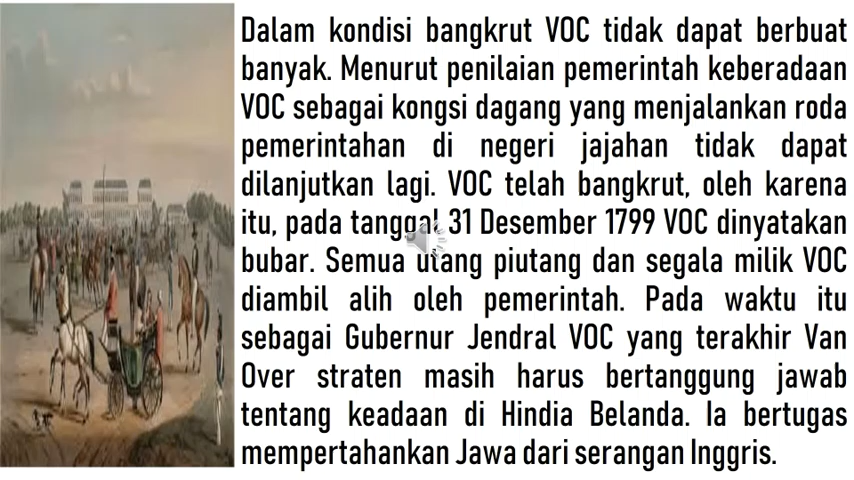 Dalam kondisi bangkrut VOC tidak dapat berbuat
banyak. Menurut penilaian pemerintah keberadaan
VOC sebagai kongsi dagang yang menjalankan roda
pemerintahan di negeri jajahan tidak dapat
dilanjutkan lagi. VOC telah bangkrut, oleh karena
itu, pada tanggal 31 Desember 1799 VOC dinyatakan
bubar. Semua utang piutang dan segala milik VOC
diambil alih oleh pemerintah. Pada waktu itu
sebagai Gubernur Jendral VOC yang terakhir Van
Over straten masih harus bertanggung jawab
tentang keadaan di Hindia Belanda. Ia bertugas
mempertahankan Jawa dari serangan Inggris.